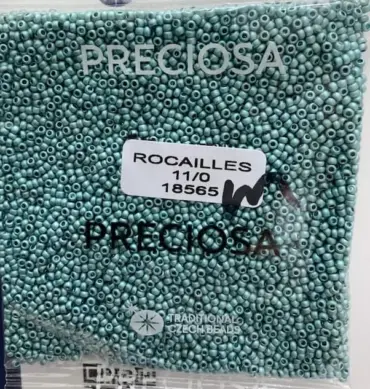 PRECIOSA
ROCAILLES
11/0
18565
PRECIOSA
TRADITIONAL
CZECH BEADS